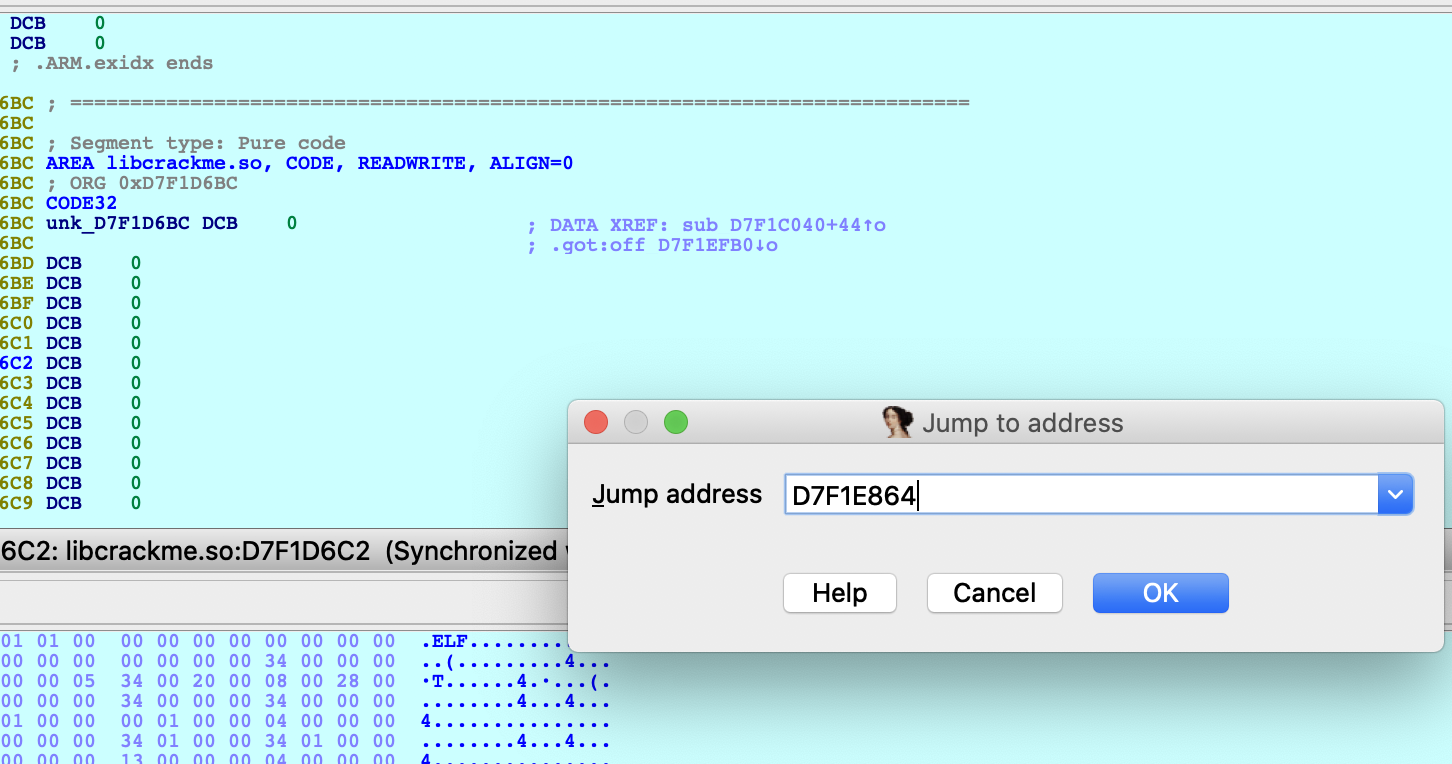 DCB 0
DCB 0
; .ARM.exidx ends
6BC ; ===========================================================================
6BC
6BC ; Segment type: Pure code
6BC AREA libcrackme.so, CODE, READWRITE, ALIGN=0
6BC ; ORG 0xD7F1D6BC
6BC CODE32
6BC unk_D7F1D6BC DCB 0 ; DATA XREF: sub D7F1C040+44↑o
6BC ; .got:off D7F1EFB0↓o
6BD DCB 0
6BE DCB 0
6BF DCB 0
6C0 DCB 0
6C1 DCB 0
6C2 DCB 0
6C3 DCB 0
6C4 DCB 0
6C5 DCB 0
6C6 DCB 0
6C7 DCB 0
6C8 DCB 0
6C9 DCB 0
Jump to address
Jump address D7F1E864
Help Cancel OK
6C2: libcrackme.so:D7F1D6C2 (Synchronized
01 01 00 00 00 00 00 00 00 00 00 .ELF.........
00 00 00 00 00 00 00 34 00 00 00 ..(.........4...
00 00 05 34 00 20 00 08 00 28 00 ·T......4.·...(.
00 00 00 34 00 00 00 34 00 00 00 ........4...4...
01 00 00 00 01 00 00 04 00 00 00 4...............
00 00 00 34 01 00 00 34 01 00 00 ........4...4...
00 00 00 13 00 00 00 04 00 00 00 4...............